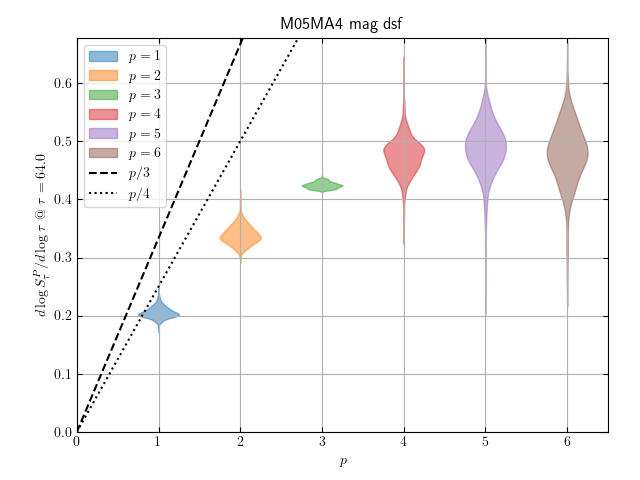 M05MA4 mag dsf
d log S_τ^P / d log τ @ τ = 64.0
0.6
0.5
0.4
0.3
0.2
0.1
0.0
p = 1
p = 2
p = 3
p = 4
p = 5
p = 6
p/3
p/4
0 1 2 3 4 5 6
p